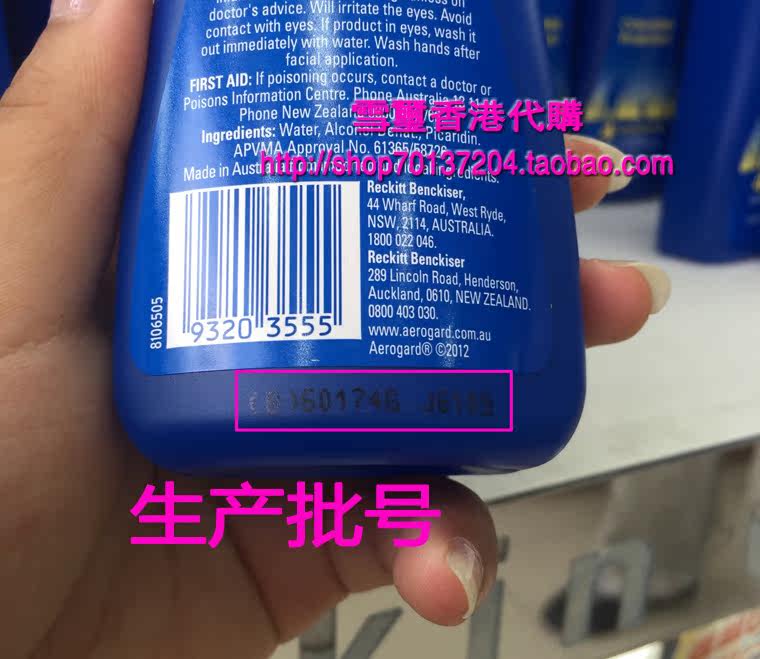 doctor's advice. Will irritate the eyes. Avoid
contact with eyes. If product in eyes, wash it
out immediately with water. Wash hands after
facial application.
FIRST AID: If poisoning occurs, contact a doctor or
Poisons Information Centre. Phone Australia
Phone New Zealand
雪璽香港代購
Ingredients: Water, Alcohol Denat, Picaridin.
APVMA Approval No. 61365/58729
http://shop70137204.taobao.com
Made in Australia from
Reckitt Benckiser,
44 Wharf Road, West Ryde,
NSW, 2114, AUSTRALIA.
1800 022 046.
Reckitt Benckiser
289 Lincoln Road, Henderson,
Auckland, 0610, NEW ZEALAND.
0800 403 030.
www.aerogard.com.au
Aerogard® ©2012
8106505
9320 3555
生产批号